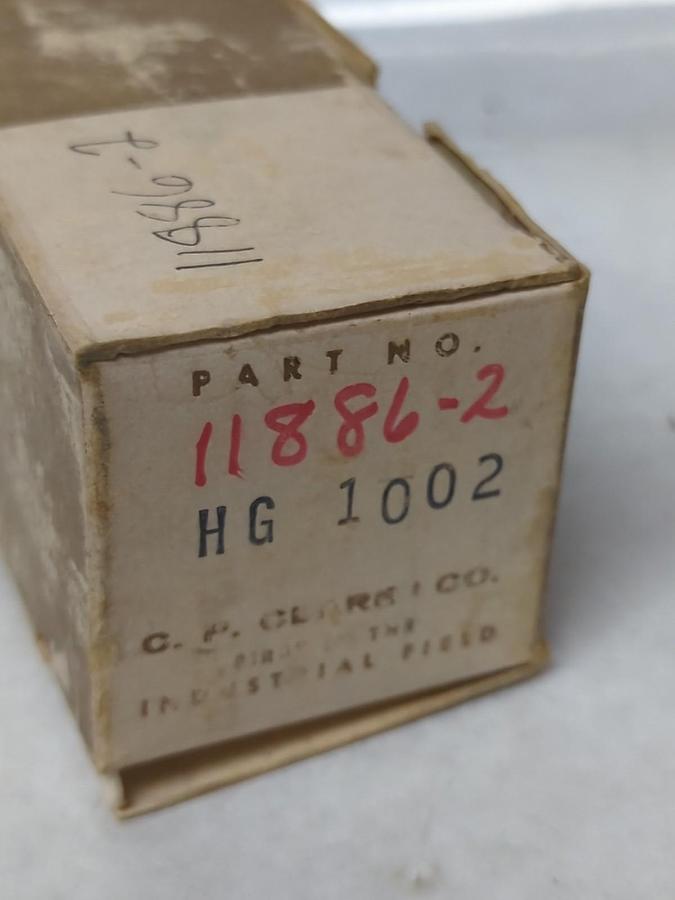 11886-2
PART NO.
11886-2
HG 1002
C. P. CLARE & CO.
FIRST IN THE
INDUSTRIAL FIELD